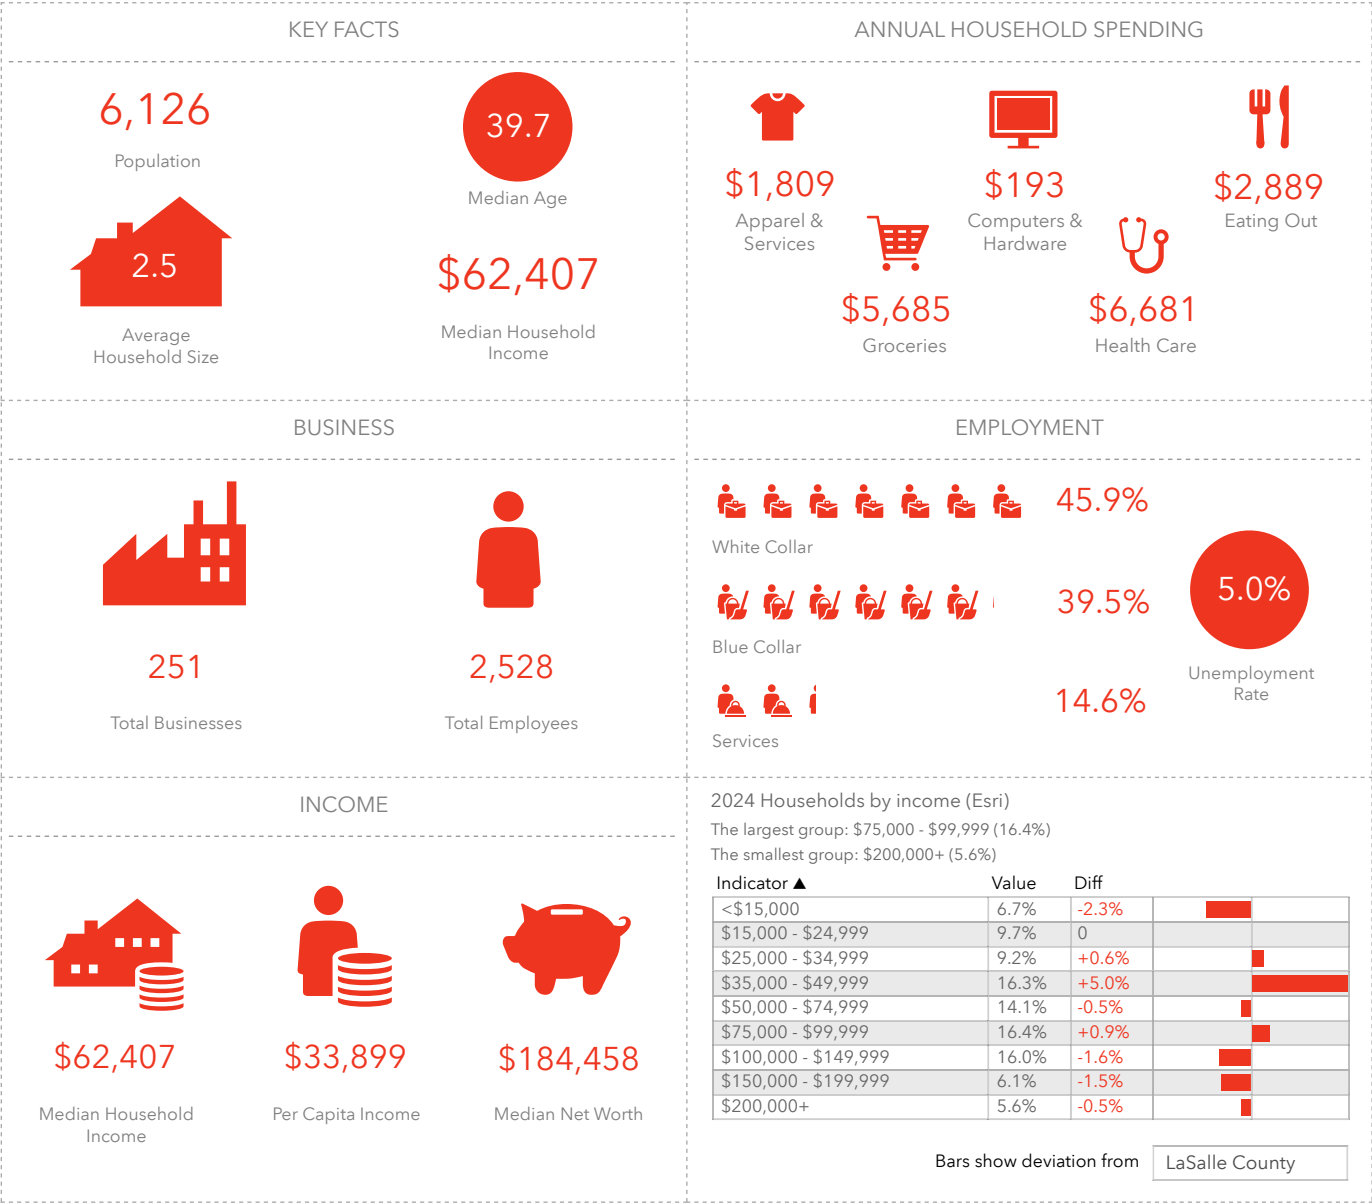 KEY FACTS
6,126
Population
39.7
Median Age
2.5
Average
Household Size
$62,407
Median Household
Income
ANNUAL HOUSEHOLD SPENDING
$1,809
Apparel &
Services
$193
Computers &
Hardware
$2,889
Eating Out
$5,685
Groceries
$6,681
Health Care
BUSINESS
251
Total Businesses
2,528
Total Employees
EMPLOYMENT
45.9%
White Collar
39.5%
Blue Collar
14.6%
Services
5.0%
Unemployment
Rate
INCOME
$62,407
Median Household
Income
$33,899
Per Capita Income
$184,458
Median Net Worth
2024 Households by income (Esri)
The largest group: $75,000 - $99,999 (16.4%)
The smallest group: $200,000+ (5.6%)
Indicator ▲ Value Diff
<$15,000 6.7% -2.3%
$15,000 - $24,999 9.7% 0
$25,000 - $34,999 9.2% +0.6%
$35,000 - $49,999 16.3% +5.0%
$50,000 - $74,999 14.1% -0.5%
$75,000 - $99,999 16.4% +0.9%
$100,000 - $149,999 16.0% -1.6%
$150,000 - $199,999 6.1% -1.5%
$200,000+ 5.6% -0.5%
Bars show deviation from LaSalle County